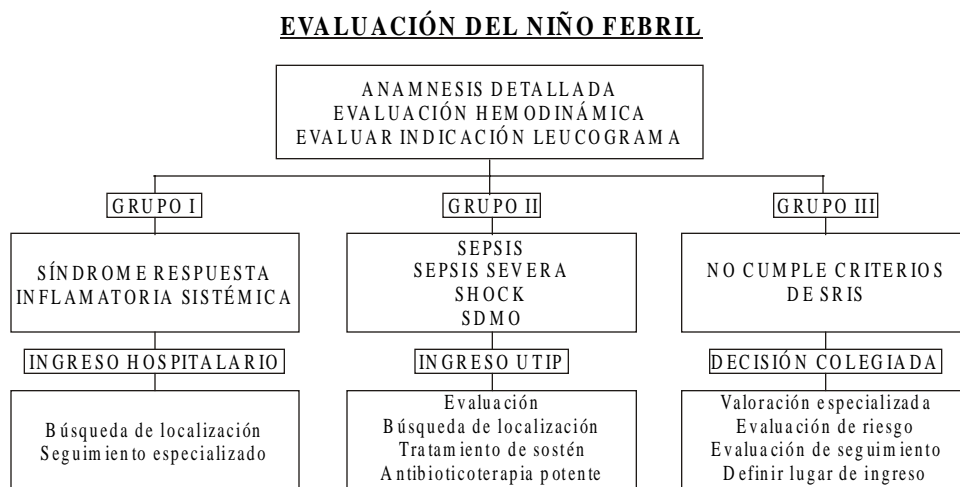 EVALUACIÓN DEL NIÑO FEBRIL
ANAMNESIS DETALLADA
EVALUACIÓN HEMODINÁMICA
EVALUAR INDICACIÓN LEUCOGRAMA
GRUPO I
SÍNDROME RESPUESTA
INFLAMATORIA SISTÉMICA
INGRESO HOSPITALARIO
Búsqueda de localización
Seguimiento especializado
GRUPO II
SEPSIS
SEPSIS SEVERA
SHOCK
SDMO
INGRESO UTIP
Evaluación
Búsqueda de localización
Tratamiento de sostén
Antibioticoterapia potente
GRUPO III
NO CUMPLE CRITERIOS
DE SRIS
DECISIÓN COLEGIADA
Valoración especializada
Evaluación de riesgo
Evaluación de seguimiento
Definir lugar de ingreso